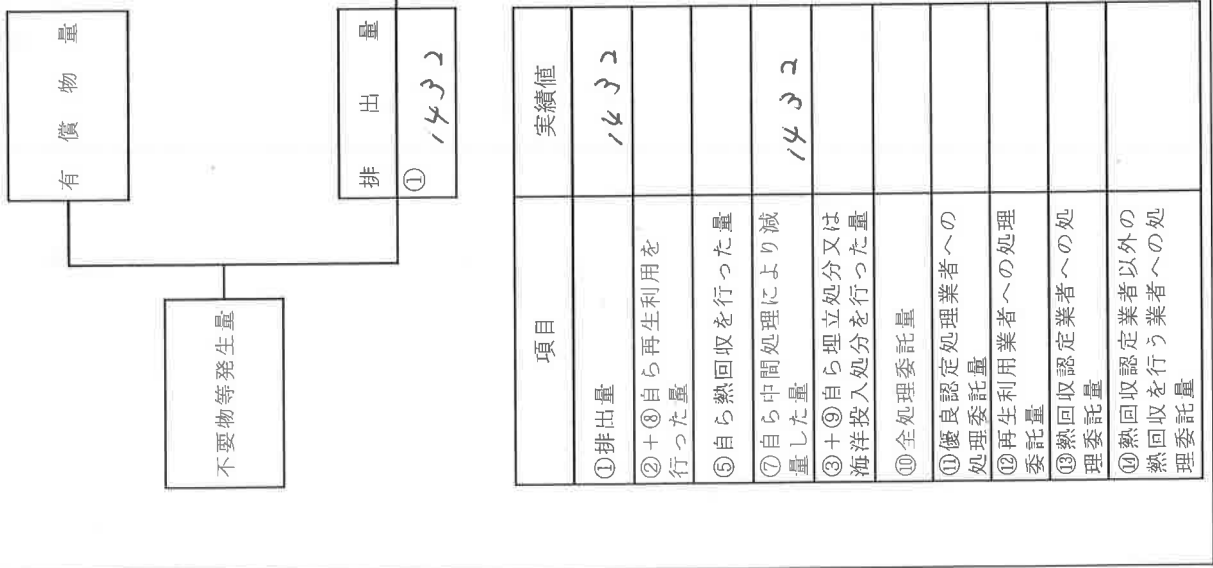 有償物量
不要物等発生量
排出量
①
1432
項目
実績値
①排出量
1432
②+⑧自ら再生利用を
行った量
⑤自ら熱回収を行った量
⑦自ら中間処理により減
量した量
1432
③+⑨自ら埋立処分又は
海洋投入処分を行った量
⑩全処理委託量
⑪優良認定処理業者への
処理委託量
⑫再生利用業者への処理
委託量
⑬熱回収認定業者への処
理委託量
⑭熱回収認定業者以外の
熱回収を行う業者への処
理委託量